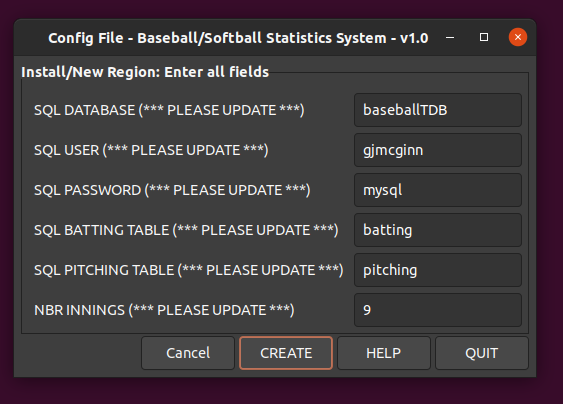 Config File - Baseball/Softball Statistics System - v1.0
Install/New Region: Enter all fields
SQL DATABASE (*** PLEASE UPDATE ***) baseballTDB
SQL USER (*** PLEASE UPDATE ***) gjmcginn
SQL PASSWORD (*** PLEASE UPDATE ***) mysql
SQL BATTING TABLE (*** PLEASE UPDATE ***) batting
SQL PITCHING TABLE (*** PLEASE UPDATE ***) pitching
NBR INNINGS (*** PLEASE UPDATE ***) 9
Cancel CREATE HELP QUIT